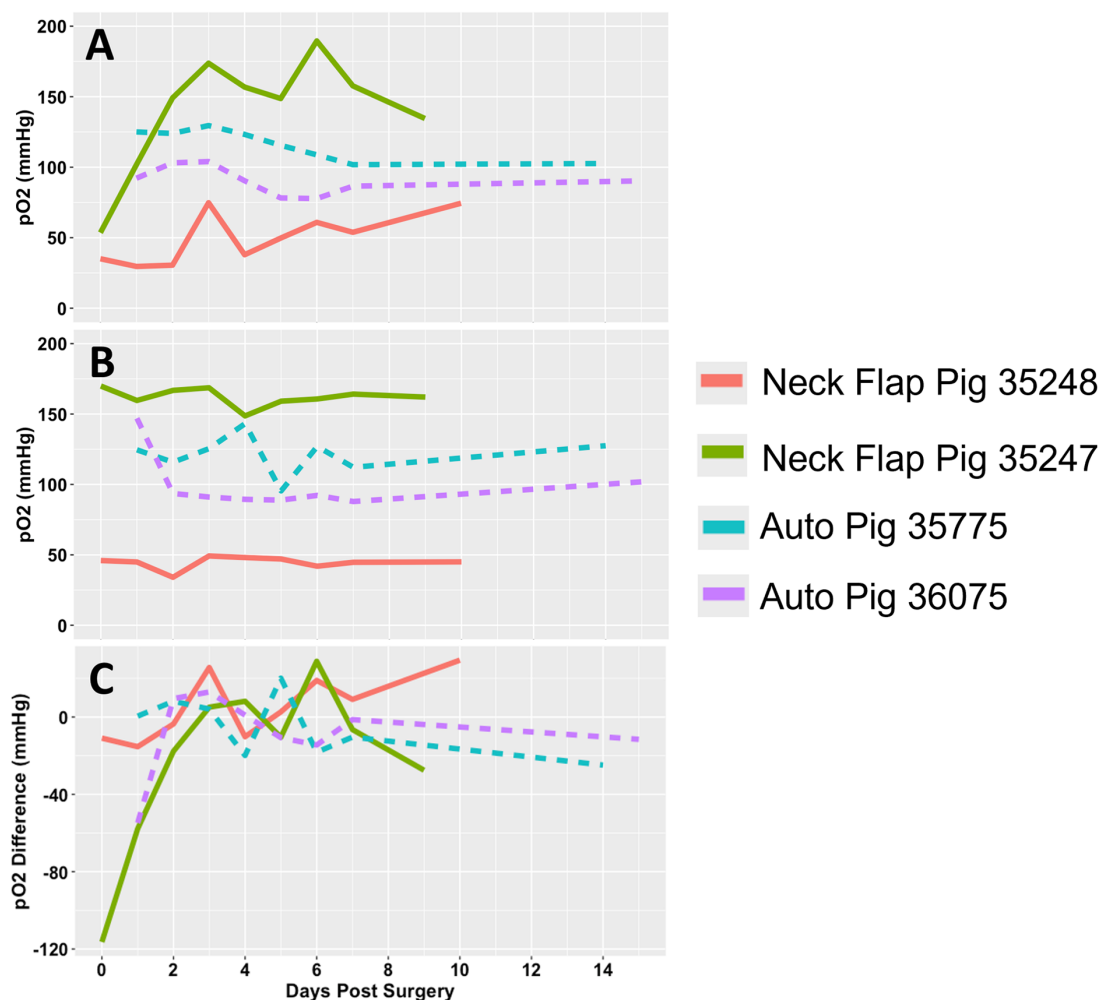 A
200
150
100
50
0
pO2 (mmHg)
B
200
150
100
50
0
pO2 (mmHg)
C
0
-40
-80
-120
pO2 Difference (mmHg)
0 2 4 6 8 10 12 14
Days Post Surgery
Neck Flap Pig 35248
Neck Flap Pig 35247
Auto Pig 35775
Auto Pig 36075